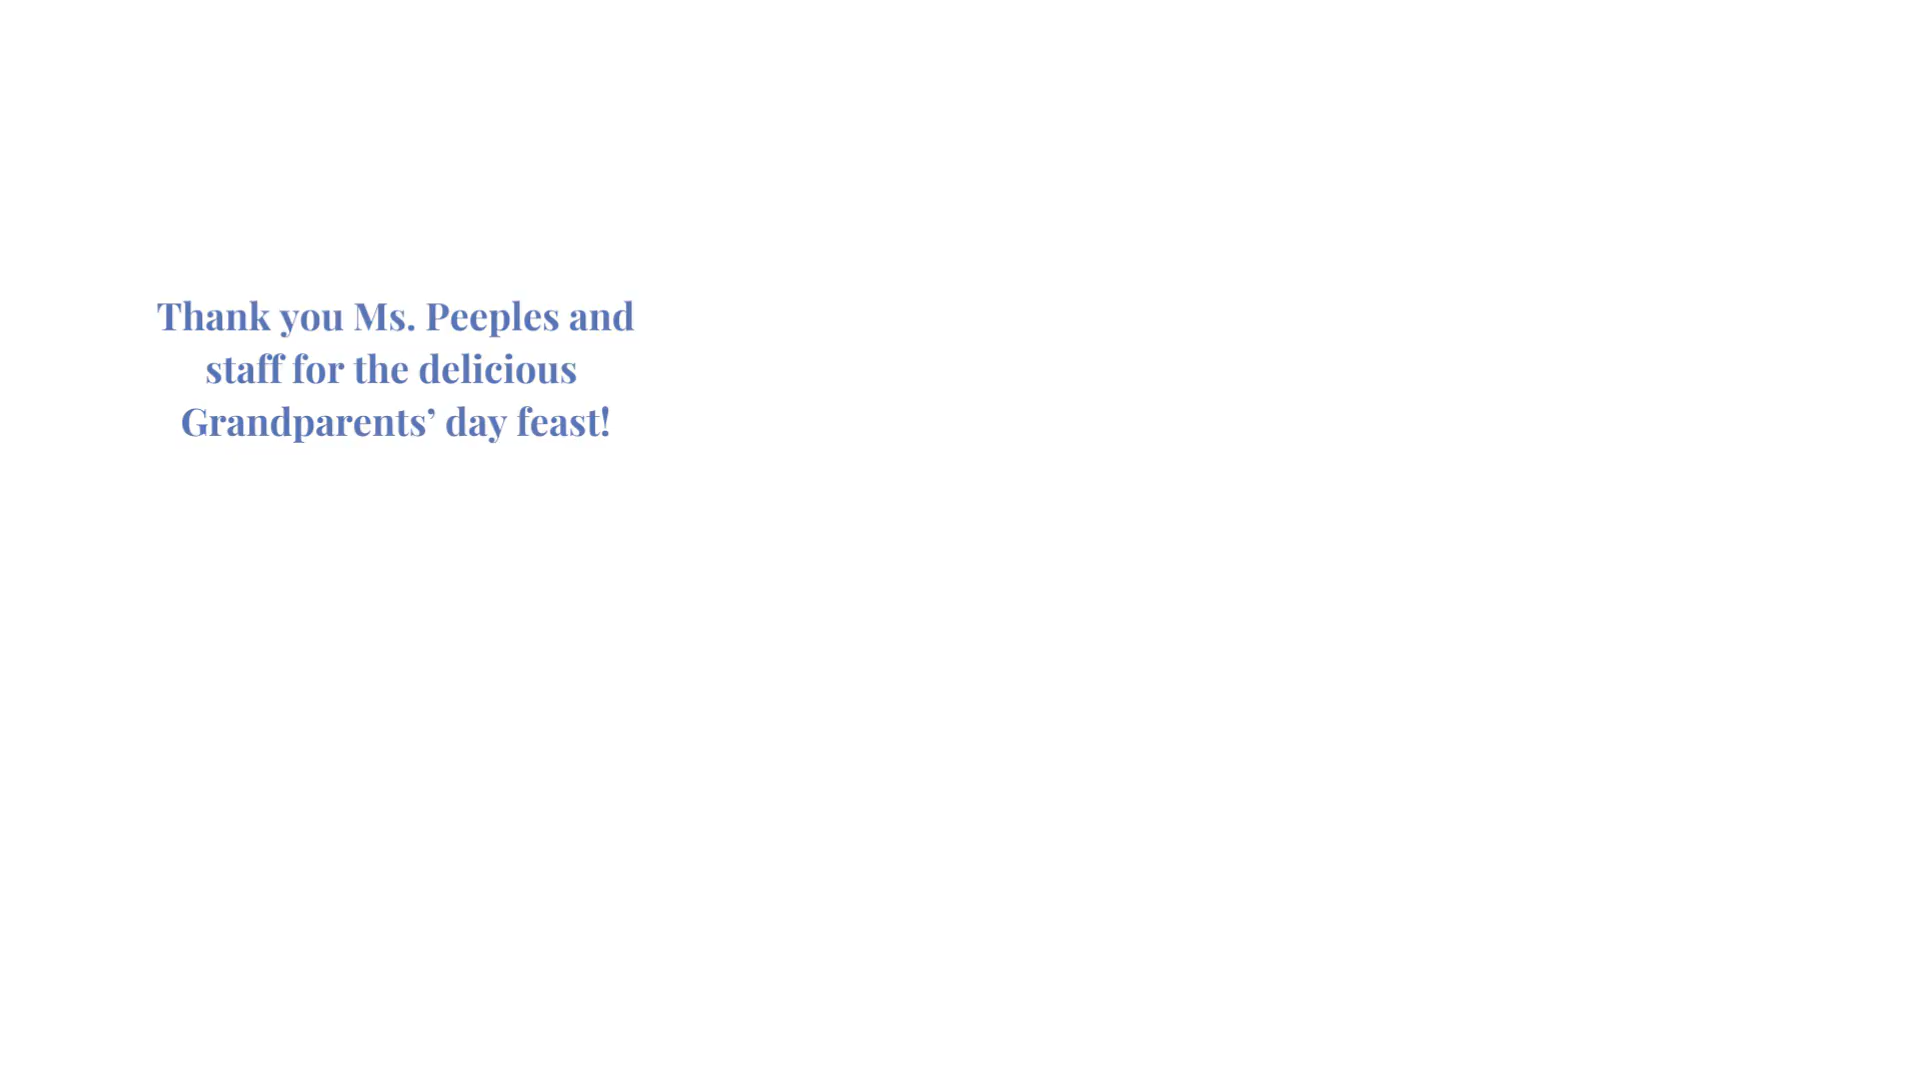 Thank you Ms. Peeples and
staff for the delicious
Grandparents’ day feast!